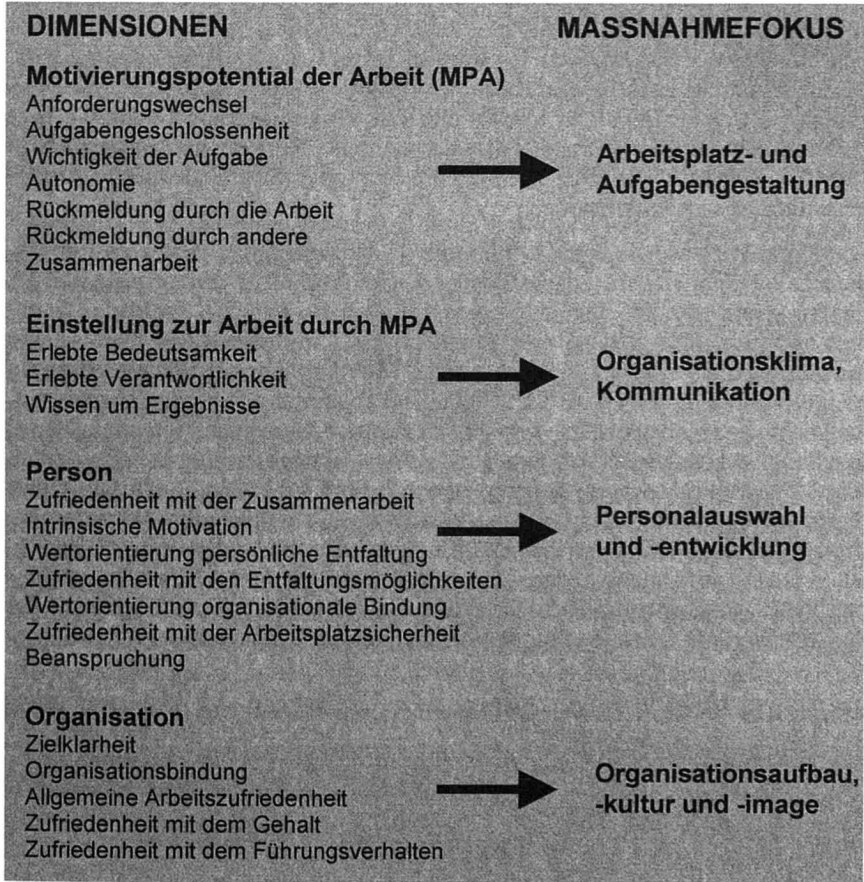 DIMENSIONEN
MASSNAHMEFOKUS
Motivierungspotential der Arbeit (MPA)
Anforderungswechsel
Aufgabengeschlossenheit
Wichtigkeit der Aufgabe
Autonomie
Rückmeldung durch die Arbeit
Rückmeldung durch andere
Zusammenarbeit
Arbeitsplatz- und
Aufgabengestaltung
Einstellung zur Arbeit durch MPA
Erlebte Bedeutsamkeit
Erlebte Verantwortlichkeit
Wissen um Ergebnisse
Organisationsklima,
Kommunikation
Person
Zufriedenheit mit der Zusammenarbeit
Intrinsische Motivation
Wertorientierung persönliche Entfaltung
Zufriedenheit mit den Entfaltungsmöglichkeiten
Wertorientierung organisationale Bindung
Zufriedenheit mit der Arbeitsplatzsicherheit
Beanspruchung
Personalauswahl
und -entwicklung
Organisation
Zielklarheit
Organisationsbindung
Allgemeine Arbeitszufriedenheit
Zufriedenheit mit dem Gehalt
Zufriedenheit mit dem Führungsverhalten
Organisationsaufbau,
-kultur und -image